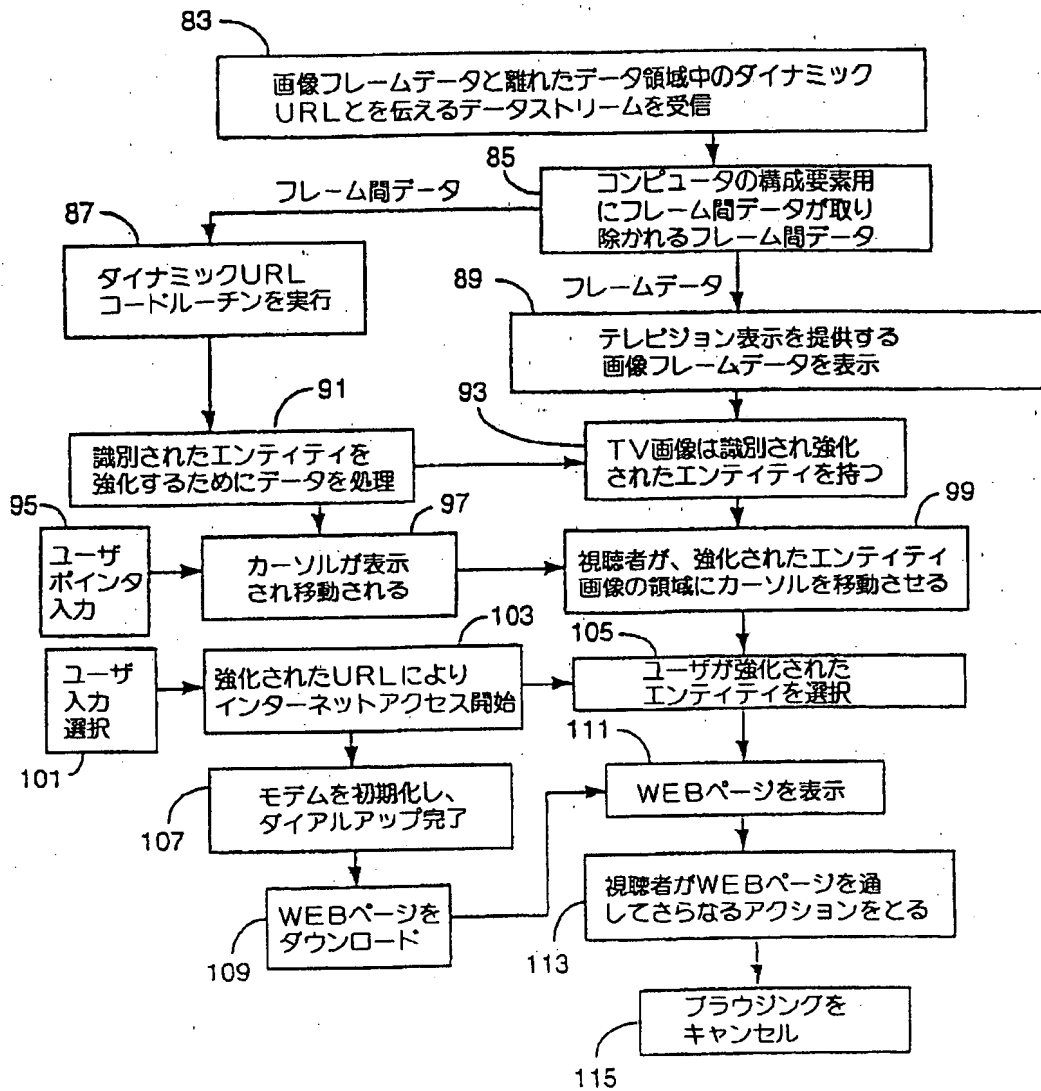 83
画像フレームデータと離れたデータ領域中のダイナミック
URLとを伝えるデータストリームを受信
85
コンピュータの構成要素用
にフレーム間データが取り
除かれるフレーム間データ
フレーム間データ
87
ダイナミックURL
コードルーチンを実行
フレームデータ
89
テレビジョン表示を提供する
画像フレームデータを表示
91
識別されたエンティティを
強化するためにデータを処理
93
TV画像は識別され強化
されたエンティティを持つ
95
ユーザ
ポインタ
入力
97
カーソルが表示
され移動される
99
視聴者が、強化されたエンティティ
画像の領域にカーソルを移動させる
ユーザ
入力
選択
101
103
強化されたURLにより
インターネットアクセス開始
105
ユーザが強化された
エンティティを選択
107
モデムを初期化し、
ダイアルアップ完了
111
WEBページを表示
109
WEBページを
ダウンロード
視聴者がWEBページを通
してさらなるアクションをとる
113
ブラウジングを
キャンセル
115